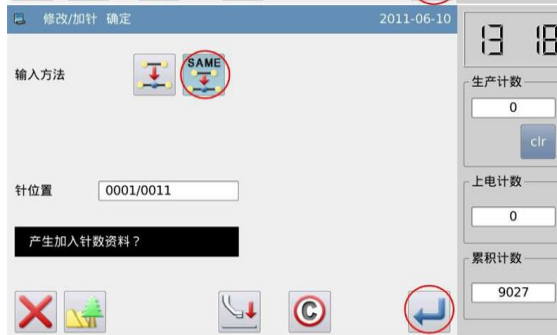 修改/加针 确定
2011-06-10
输入方法
SAME
针位置
0001/0011
产生加入针数资料？
C
13 18
生产计数
0
clr
上电计数
0
累积计数
9027